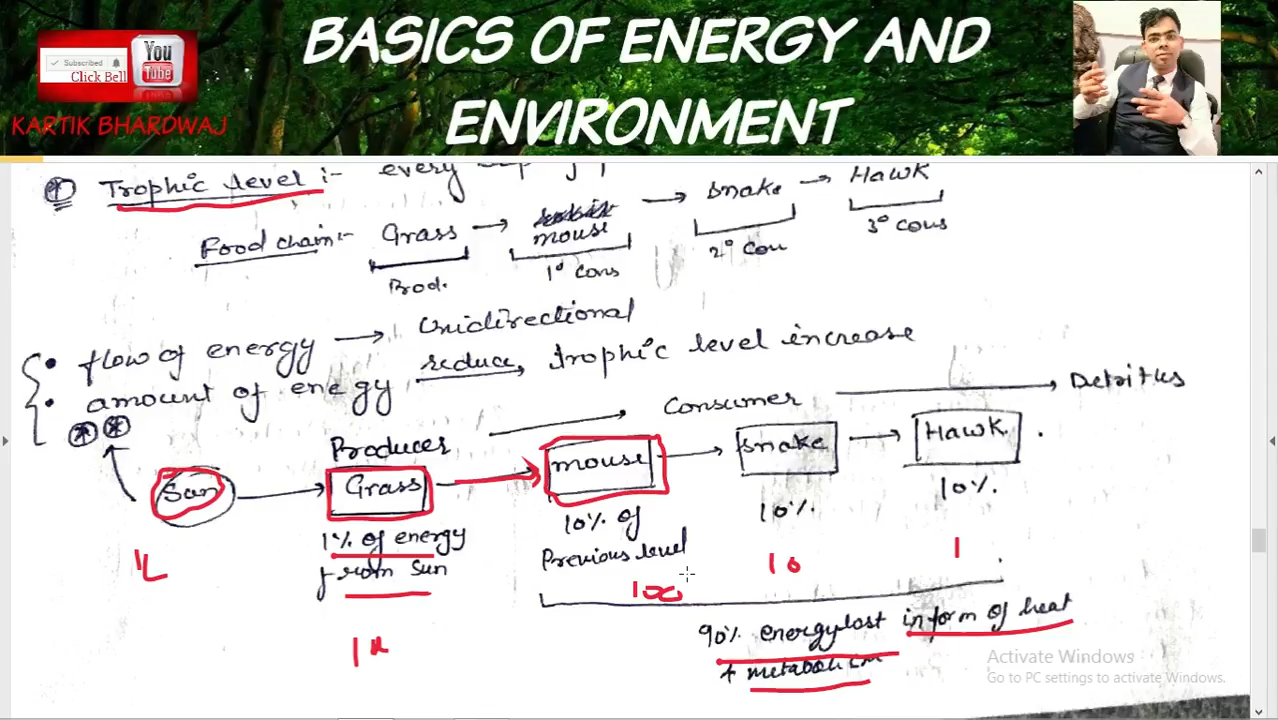 BASICS OF ENERGY AND
ENVIRONMENT
Subscribed
Click Bell
You
Tube
KARTIK BHARDWAJ
Trophic level :- every
Food chain:- Grass → mouse → snake → Hawk
Prod. 1° Cons 2° Con 3° Cons
• flow of energy → Unidirectional
• amount of energy reduce → trophic level increase
Producers → Consumer → Detritus
Sun → Grass → mouse → snake → Hawk.
1% of energy
from sun
10% of
Previous level
10%.
10%.
1L
1K
100
10
1
90% energy lost in form of heat
+ metabolism
Activate Windows
Go to PC settings to activate Windows.